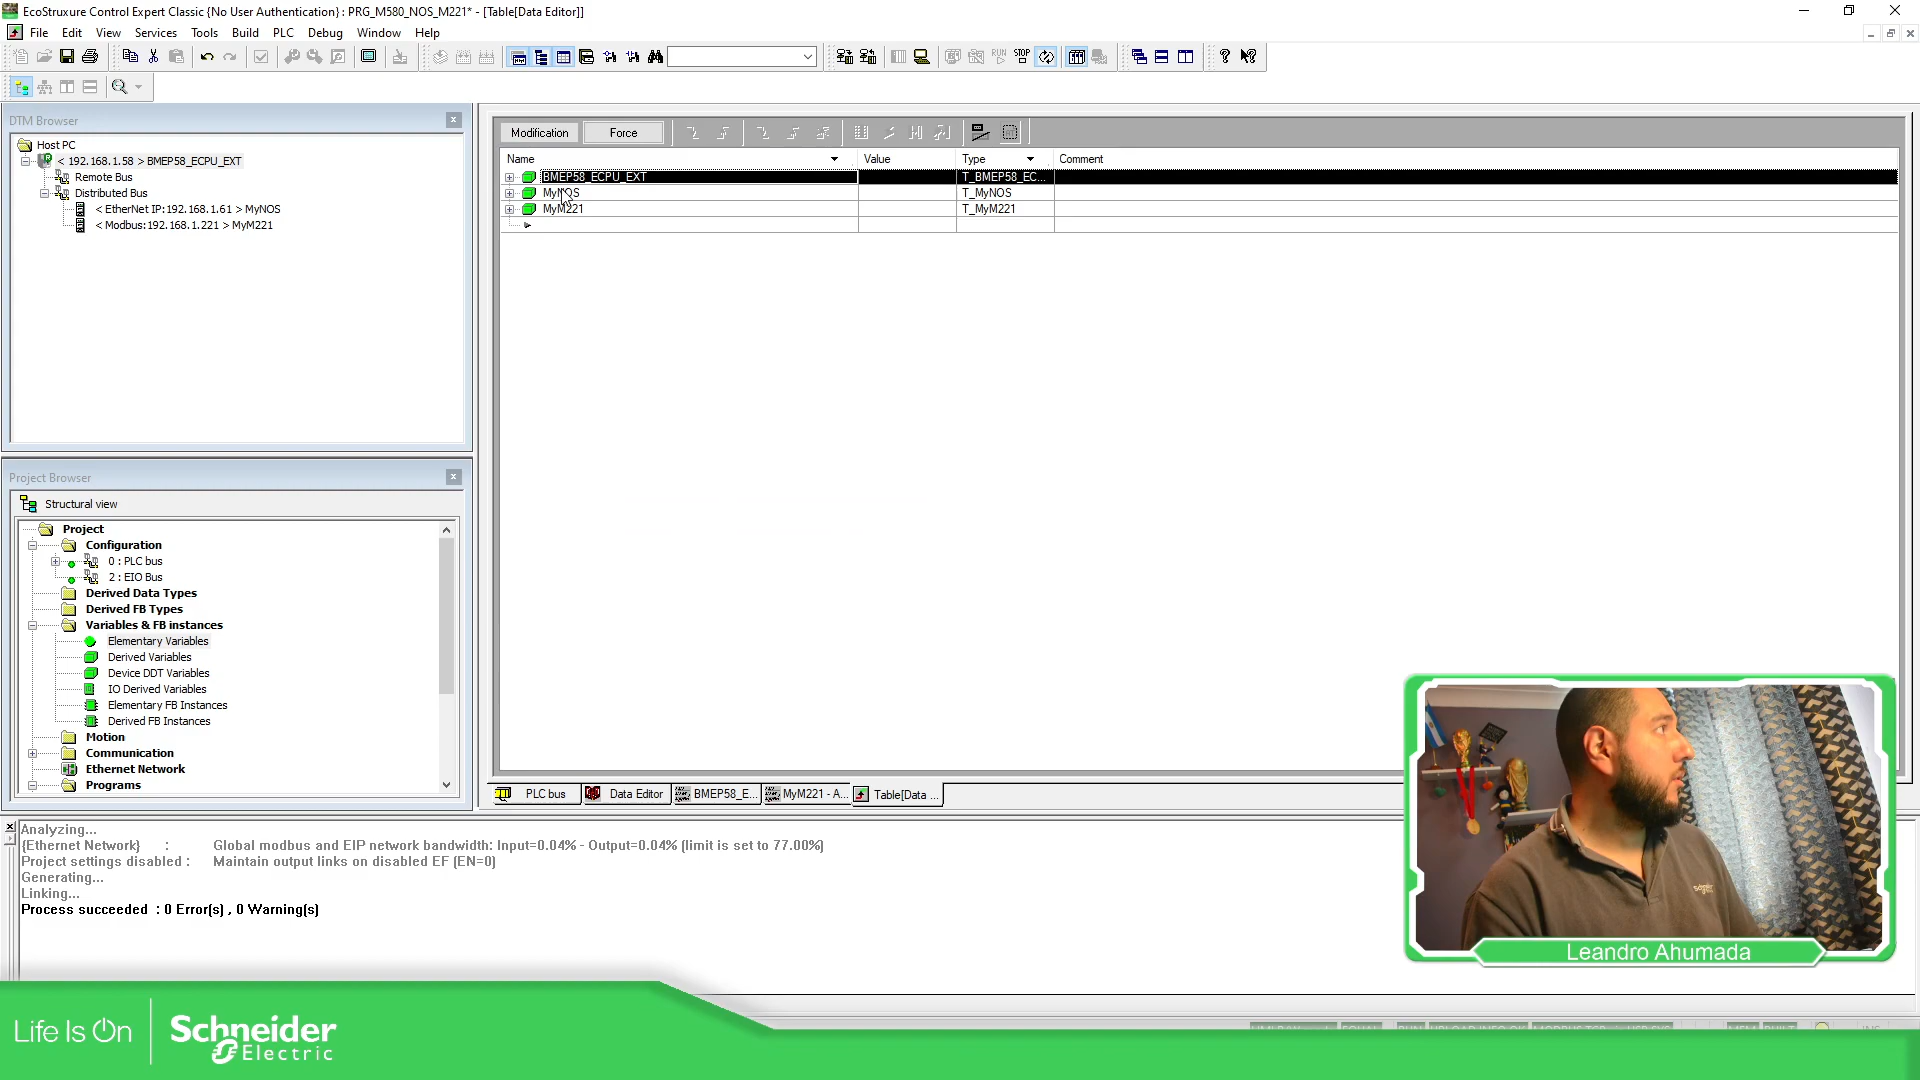 EcoStruxure Control Expert Classic {No User Authentication} : PRG_M580_NOS_M221* - [Table[Data Editor]]
File Edit View Services Tools Build PLC Debug Window Help
DTM Browser
Host PC
< 192.168.1.58 > BMEP58_ECPU_EXT
Remote Bus
Distributed Bus
< EtherNet IP:192.168.1.61 > MyNOS
< Modbus:192.168.1.221 > MyM221
Modification Force
Name Value Type Comment
BMEP58_ECPU_EXT T_BMEP58_EC...
MyNOS T_MyNOS
MyM221 T_MyM221
Project Browser
Structural view
Project
Configuration
0 : PLC bus
2 : EIO Bus
Derived Data Types
Derived FB Types
Variables & FB instances
Elementary Variables
Derived Variables
Device DDT Variables
IO Derived Variables
Elementary FB Instances
Derived FB Instances
Motion
Communication
Ethernet Network
Programs
PLC bus Data Editor BMEP58_E... MyM221 - A... Table[Data ...
Analyzing...
{Ethernet Network} : Global modbus and EIP network bandwidth: Input=0.04% - Output=0.04% (limit is set to 77.00%)
Project settings disabled : Maintain output links on disabled EF (EN=0)
Generating...
Linking...
Process succeeded : 0 Error(s) , 0 Warning(s)
Leandro Ahumada
Life Is On
Schneider
Electric